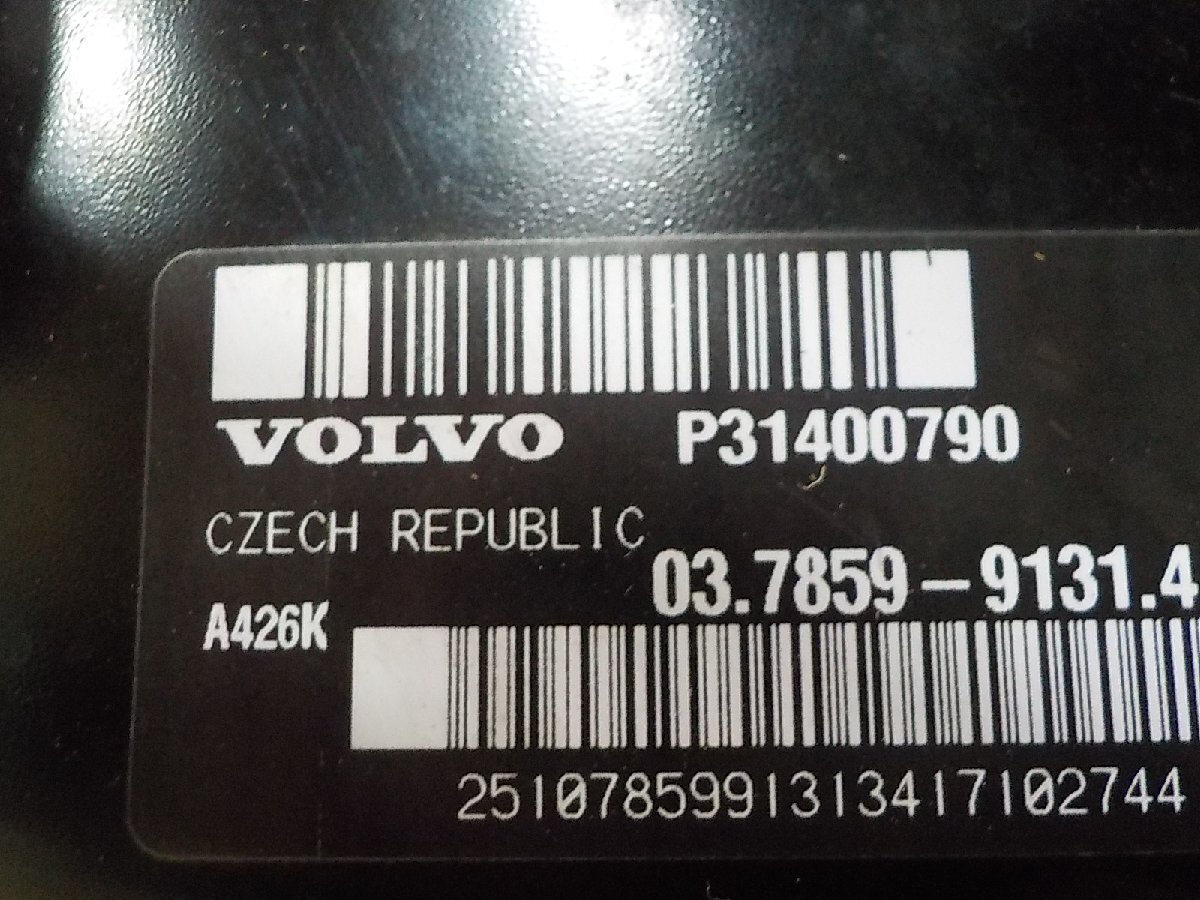 VOLVO P31400790
CZECH REPUBLIC
03.7859-9131.4
A426K
2510785991313417102744